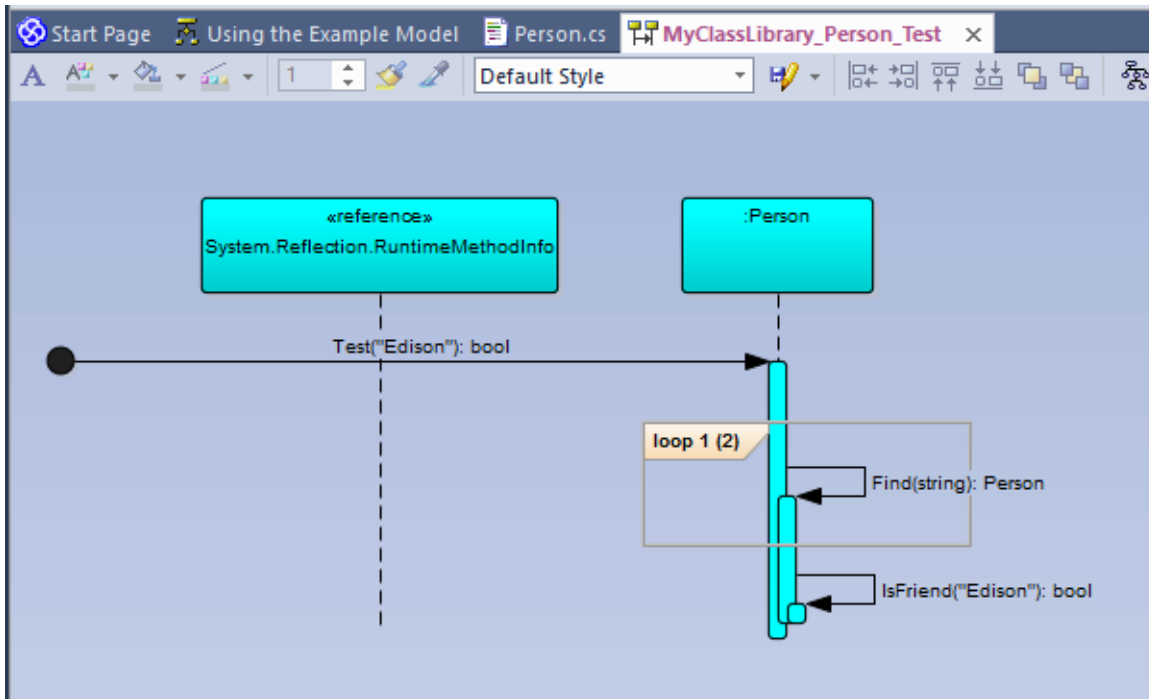 Start Page Using the Example Model Person.cs MyClassLibrary_Person_Test ×
A 1 Default Style
«reference»
System.Reflection.RuntimeMethodInfo
:Person
Test("Edison"): bool
loop 1 (2)
Find(string): Person
IsFriend("Edison"): bool